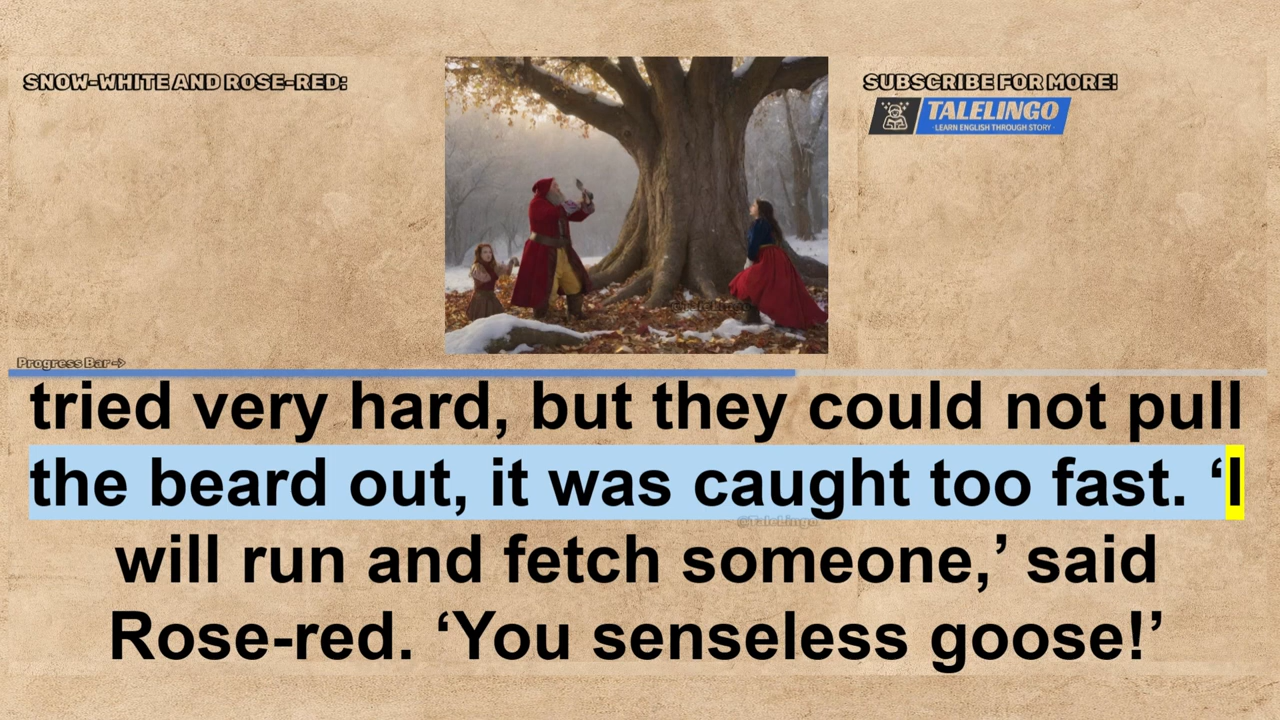 SNOW-WHITE AND ROSE-RED:
SUBSCRIBE FOR MORE!
TALELINGO
LEARN ENGLISH THROUGH STORY
@TaleLingo
Progress Bar->
tried very hard, but they could not pull
the beard out, it was caught too fast. ‘I
@TaleLingo
will run and fetch someone,’ said
Rose-red. ‘You senseless goose!’